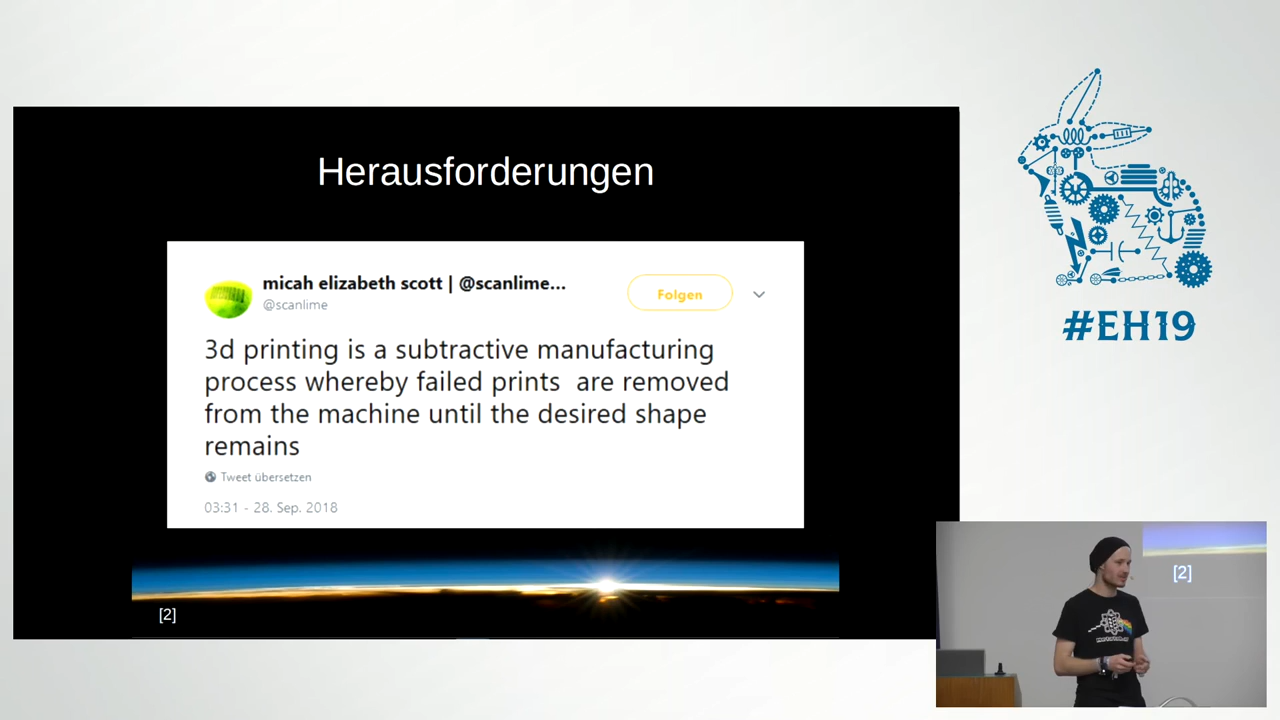 Herausforderungen
micah elizabeth scott | @scanlime...
@scanlime
Folgen
3d printing is a subtractive manufacturing
process whereby failed prints are removed
from the machine until the desired shape
remains
Tweet übersetzen
03:31 - 28. Sep. 2018
[2]
#EH19
[2]